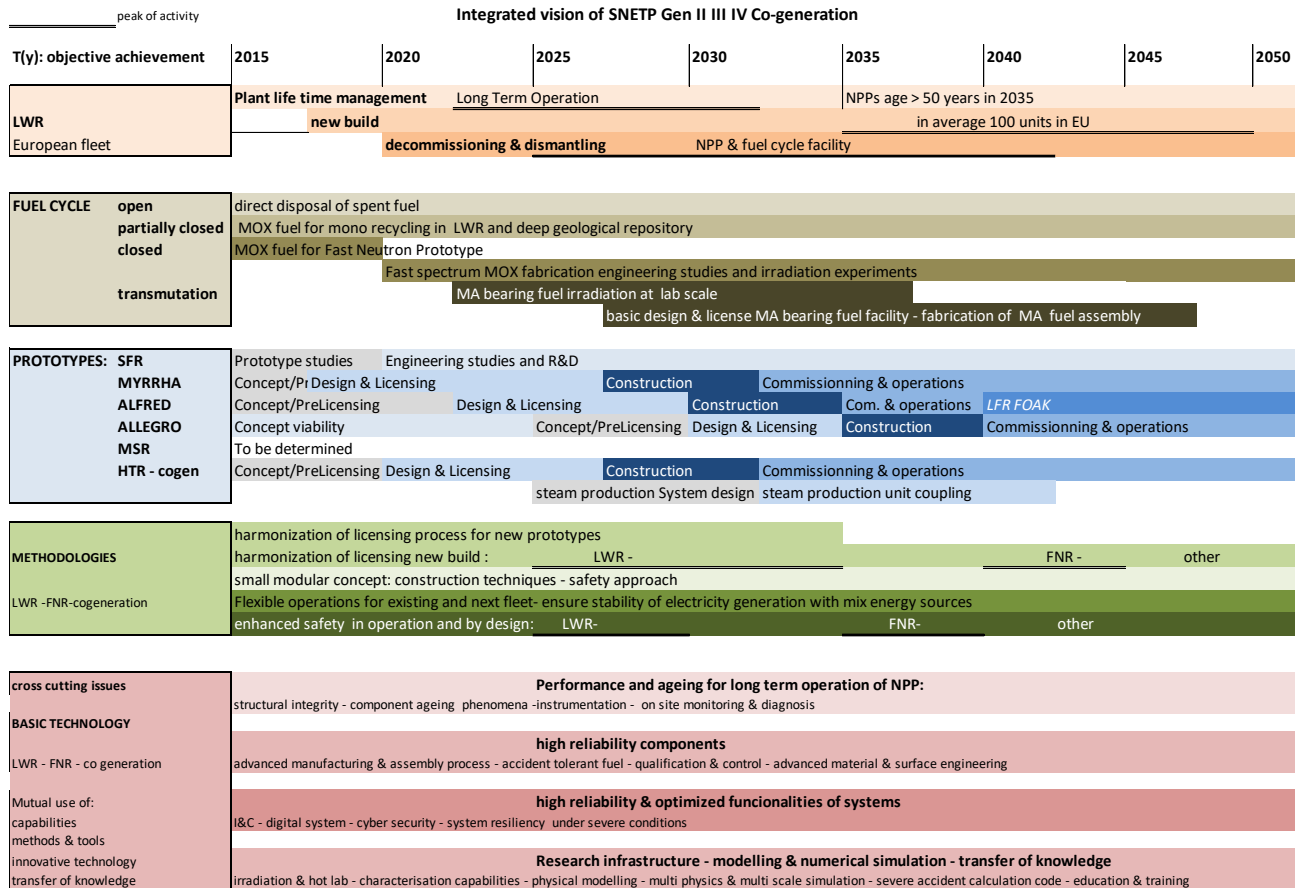 peak of activity
Integrated vision of SNETP Gen II III IV Co-generation
T(y): objective achievement 2015 2020 2025 2030 2035 2040 2045 2050
Plant life time management Long Term Operation NPPs age > 50 years in 2035
LWR new build in average 100 units in EU
European fleet decommissioning & dismantling NPP & fuel cycle facility
FUEL CYCLE open direct disposal of spent fuel
partially closed MOX fuel for mono recycling in LWR and deep geological repository
closed MOX fuel for Fast Neutron Prototype
Fast spectrum MOX fabrication engineering studies and irradiation experiments
transmutation MA bearing fuel irradiation at lab scale
basic design & license MA bearing fuel facility - fabrication of MA fuel assembly
PROTOTYPES: SFR Prototype studies Engineering studies and R&D
MYRRHA Concept/Pr Design & Licensing Construction Commissionning & operations
ALFRED Concept/PreLicensing Design & Licensing Construction Com. & operations LFR FOAK
ALLEGRO Concept viability Concept/PreLicensing Design & Licensing Construction Commissionning & operations
MSR To be determined
HTR - cogen Concept/PreLicensing Design & Licensing Construction Commissionning & operations
steam production System design steam production unit coupling
harmonization of licensing process for new prototypes
METHODOLOGIES harmonization of licensing new build : LWR - FNR - other
small modular concept: construction techniques - safety approach
LWR -FNR-cogeneration Flexible operations for existing and next fleet- ensure stability of electricity generation with mix energy sources
enhanced safety in operation and by design: LWR- FNR- other
cross cutting issues Performance and ageing for long term operation of NPP:
structural integrity - component ageing phenomena -instrumentation - on site monitoring & diagnosis
BASIC TECHNOLOGY
high reliability components
LWR - FNR - co generation advanced manufacturing & assembly process - accident tolerant fuel - qualification & control - advanced material & surface engineering
Mutual use of: high reliability & optimized funcionalities of systems
capabilities I&C - digital system - cyber security - system resiliency under severe conditions
methods & tools
innovative technology Research infrastructure - modelling & numerical simulation - transfer of knowledge
transfer of knowledge irradiation & hot lab - characterisation capabilities - physical modelling - multi physics & multi scale simulation - severe accident calculation code - education & training